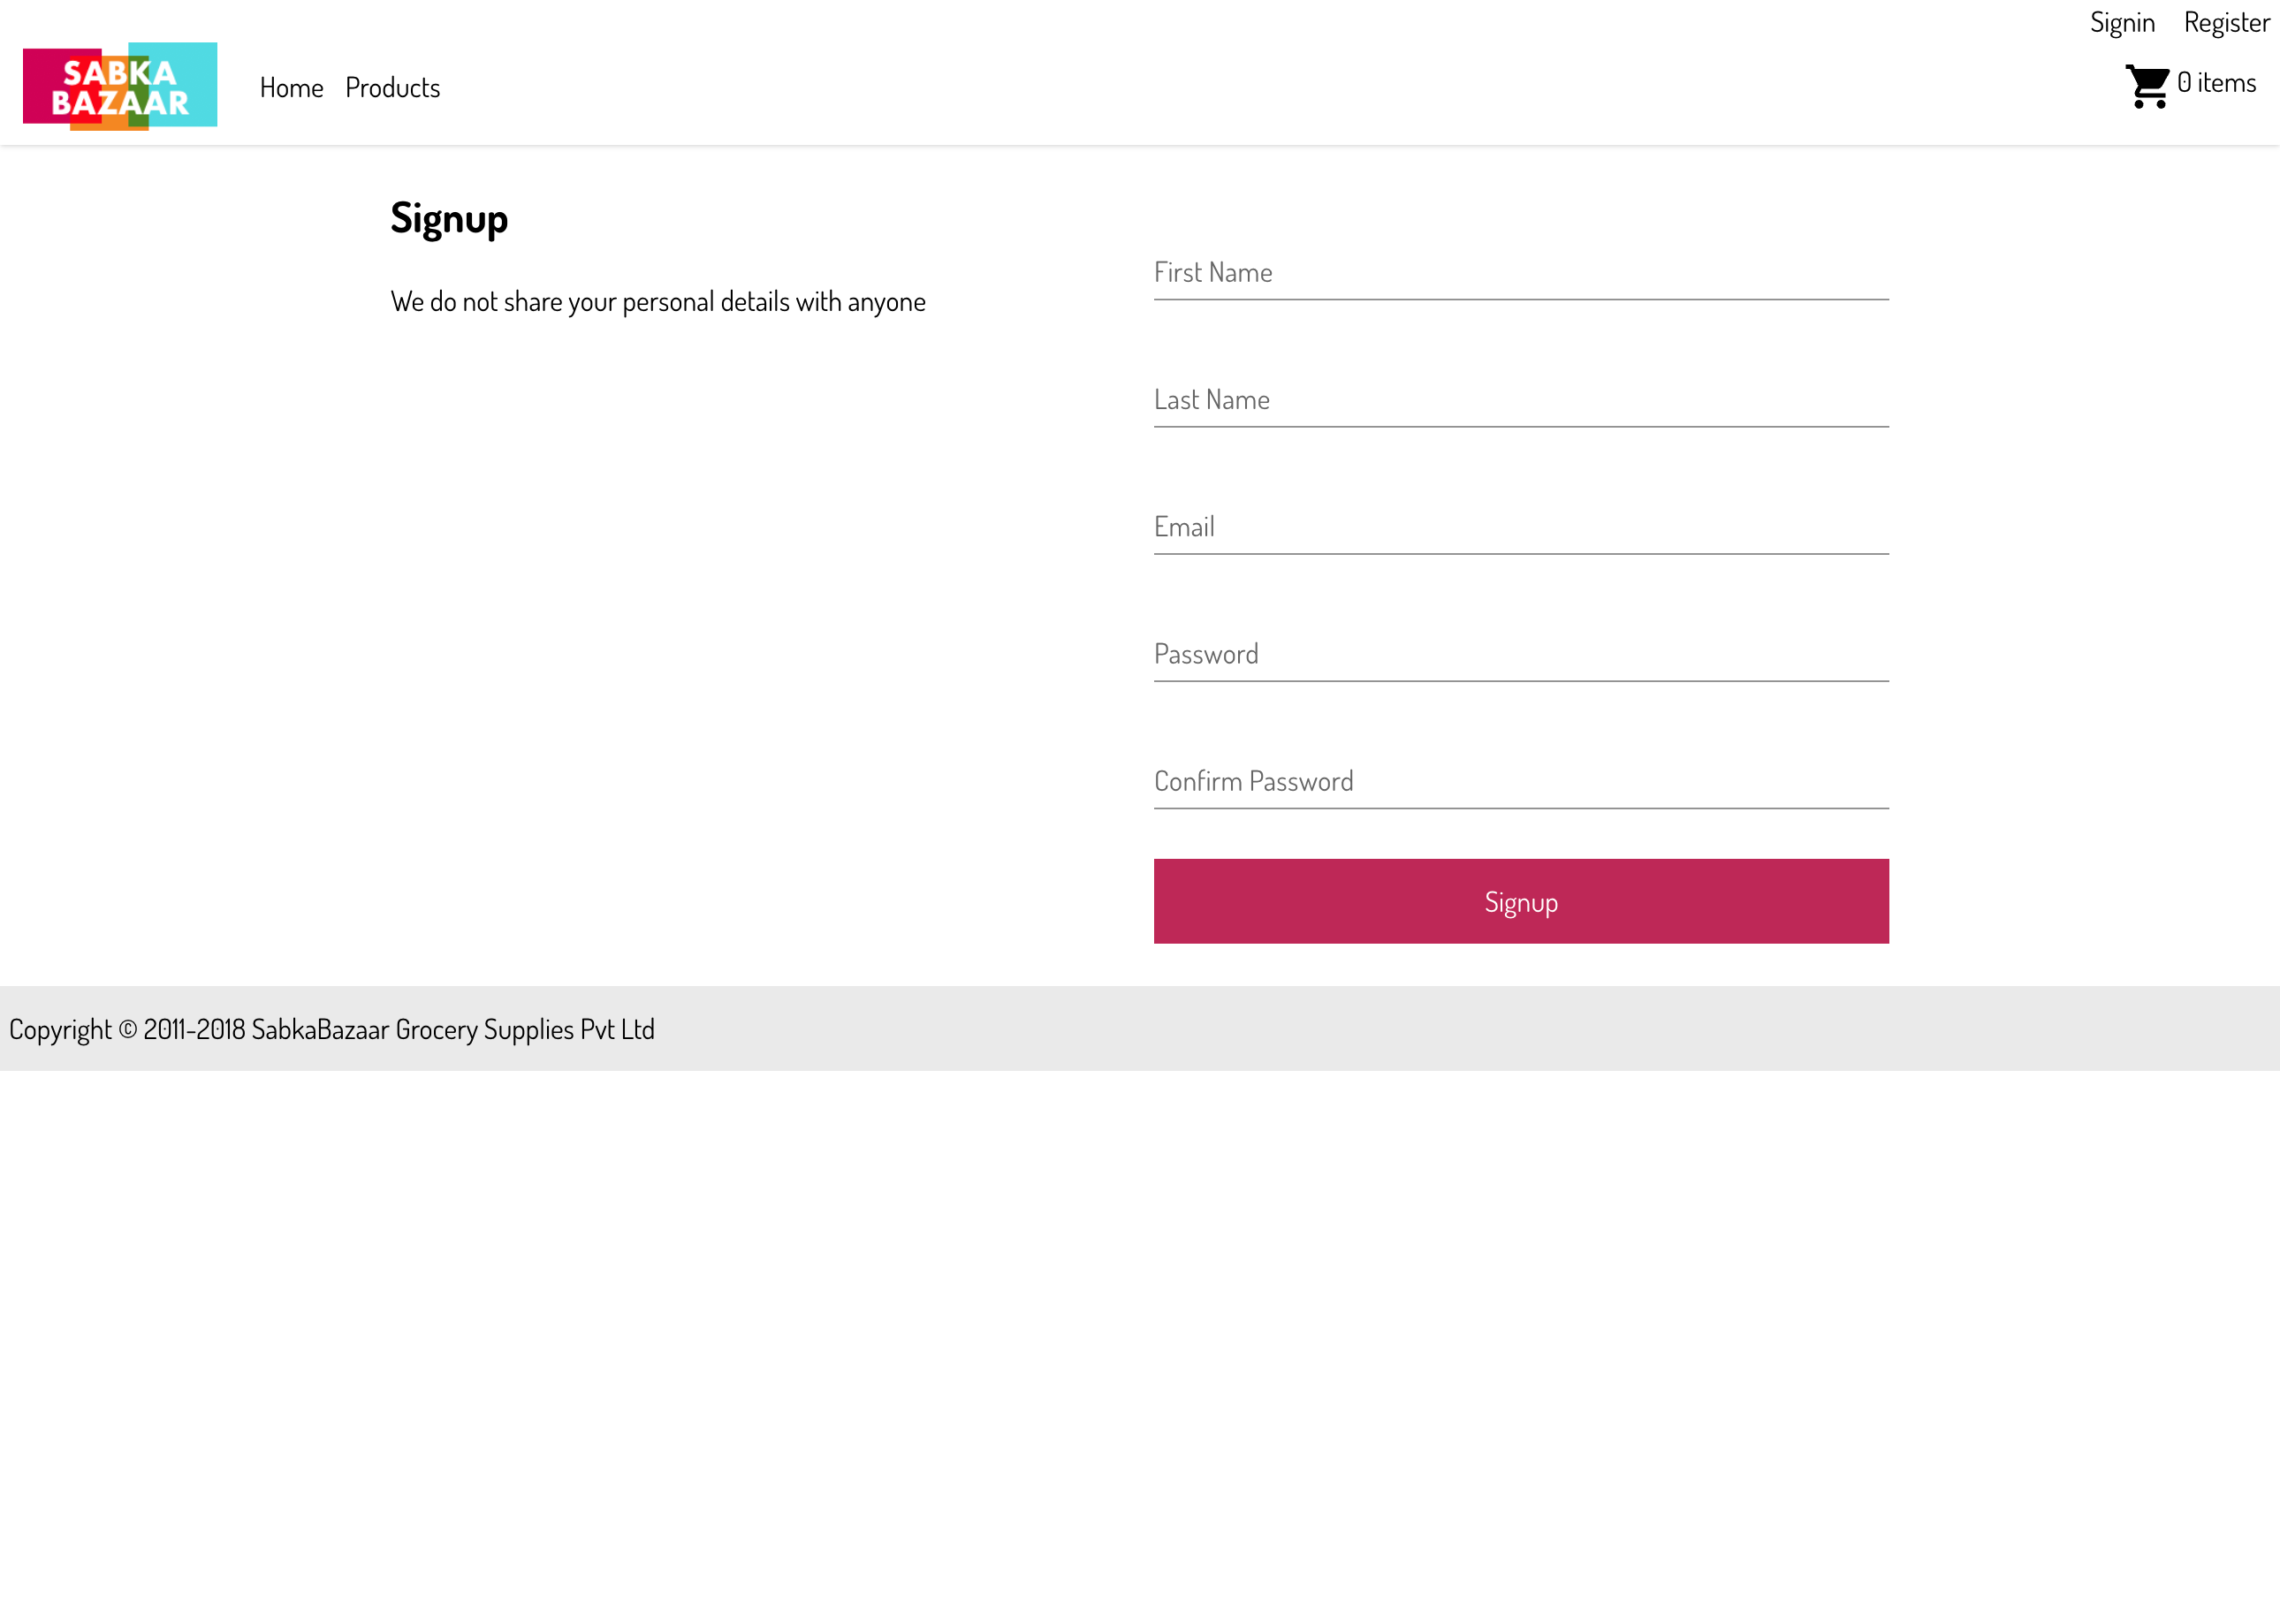 Signin Register
SABKA
BAZAAR
Home Products
0 items
Signup
We do not share your personal details with anyone
First Name
Last Name
Email
Password
Confirm Password
Signup
Copyright © 2011-2018 SabkaBazaar Grocery Supplies Pvt Ltd